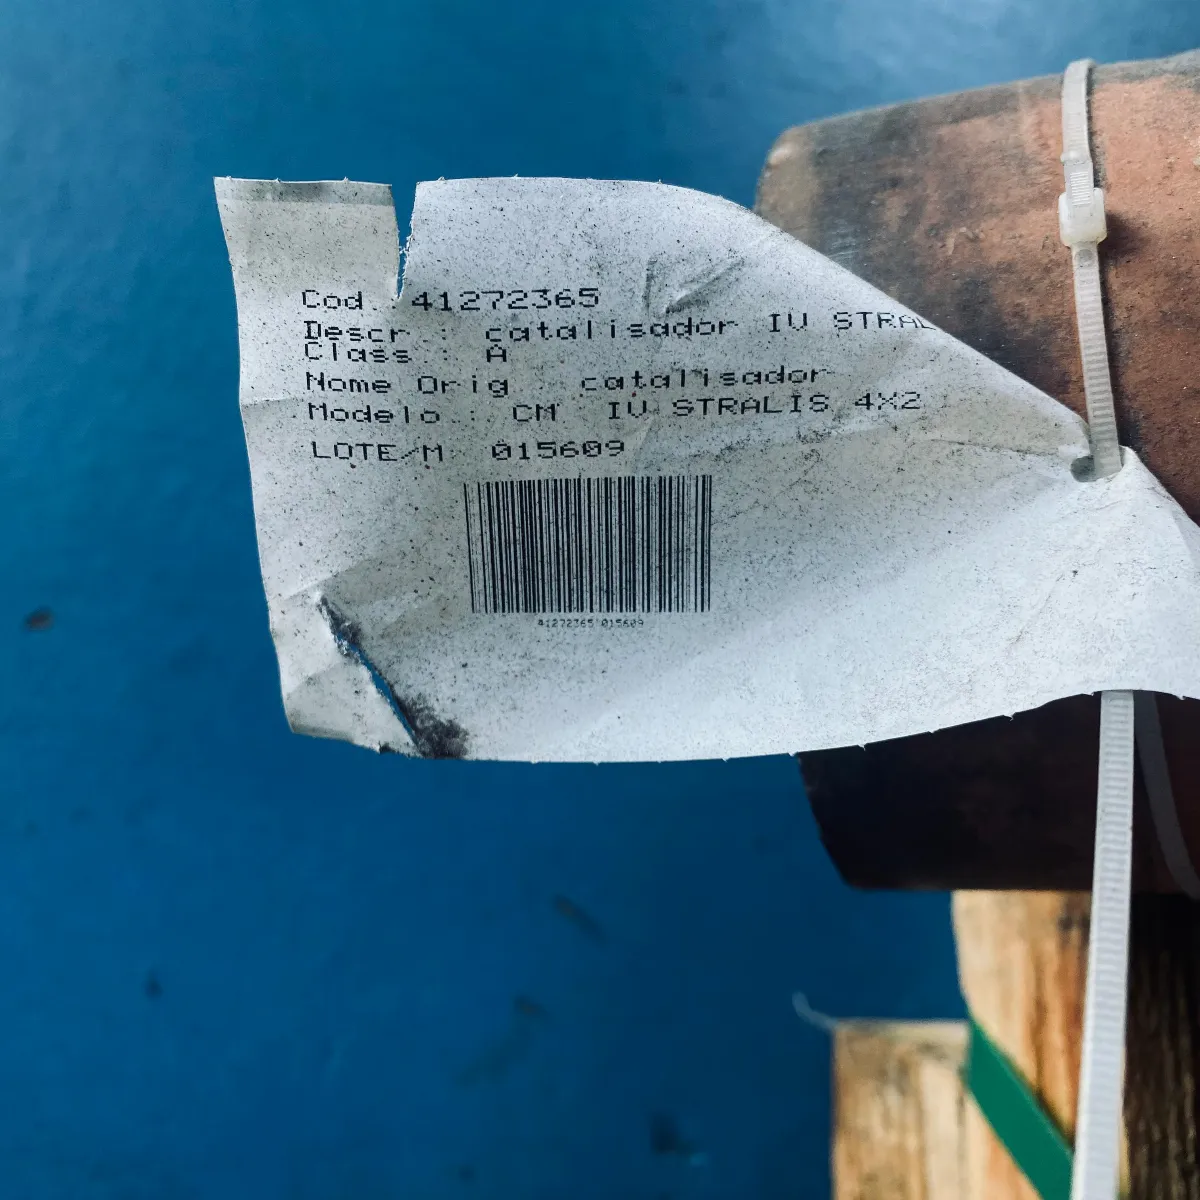 Cod.: 41272365
Descr.: catalisador IV STRAL
Class.: A
Nome Orig.: catalisador
Modelo.: CM IV STRALIS 4X2
LOTE/M: 015609
41272365 015609